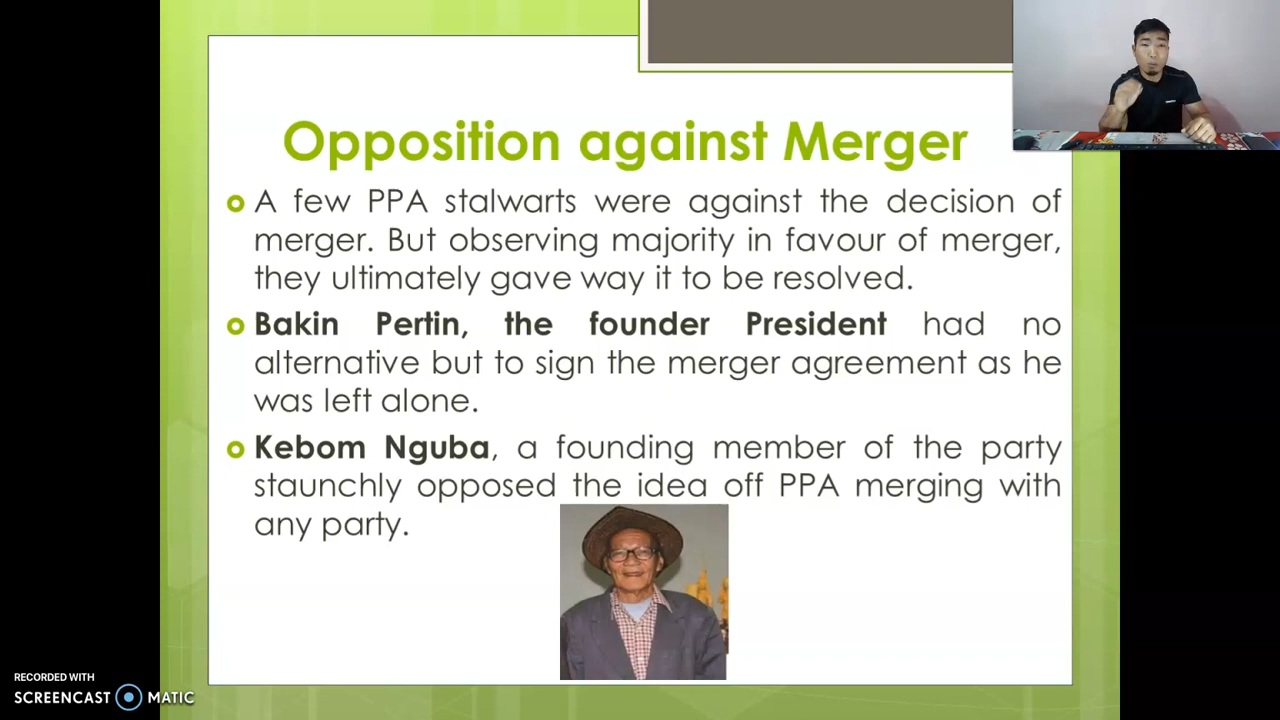 Opposition against Merger
A few PPA stalwarts were against the decision of
merger. But observing majority in favour of merger,
they ultimately gave way it to be resolved.
Bakin Pertin, the founder President had no
alternative but to sign the merger agreement as he
was left alone.
Kebom Nguba, a founding member of the party
staunchly opposed the idea off PPA merging with
any party.
RECORDED WITH
SCREENCAST MATIC